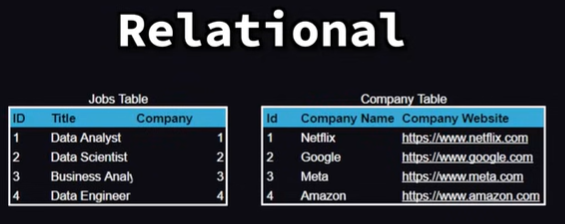 Relational
Jobs Table
ID Title Company
1 Data Analyst 1
2 Data Scientist 2
3 Business Analy 3
4 Data Engineer 4
Company Table
Id Company Name Company Website
1 Netflix https://www.netflix.com
2 Google https://www.google.com
3 Meta https://www.meta.com
4 Amazon https://www.amazon.com